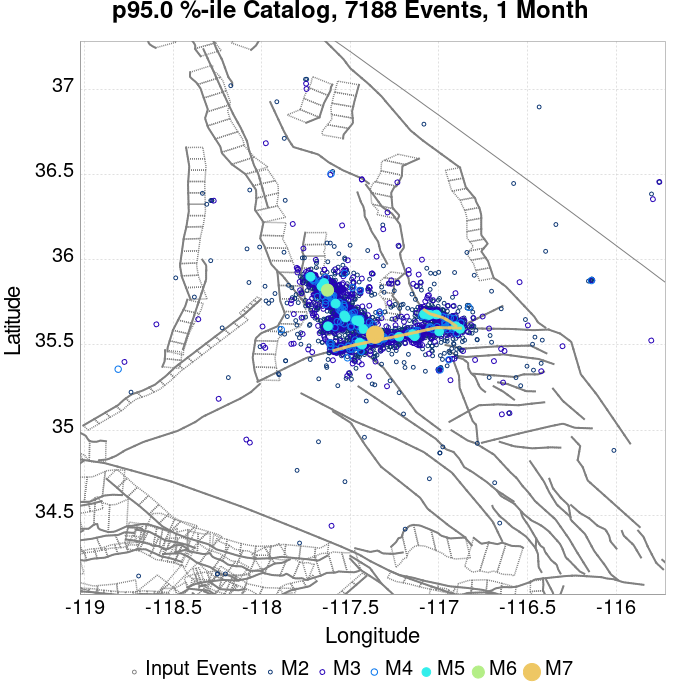 p95.0 %-ile Catalog, 7188 Events, 1 Month
37
36.5
36
35.5
35
34.5
Latitude
-119 -118.5 -118 -117.5 -117 -116.5 -116
Longitude
Input Events M2 M3 M4 M5 M6 M7